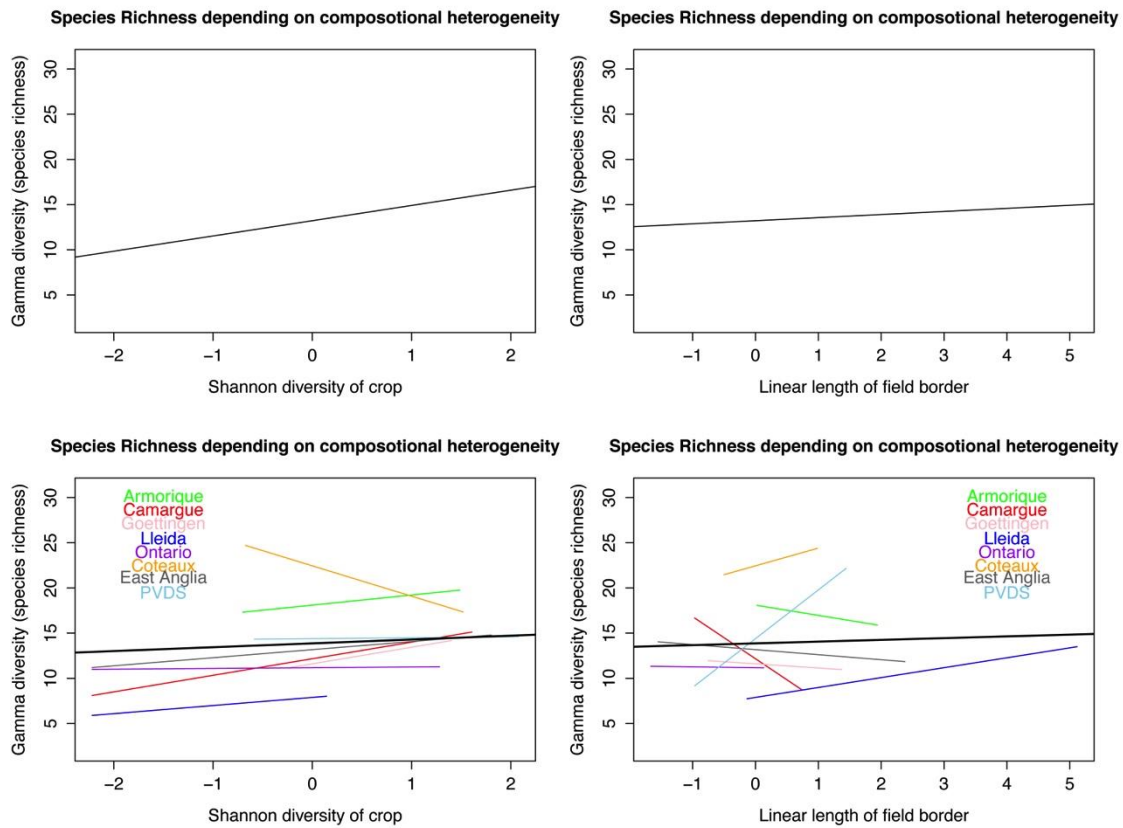 Species Richness depending on composotional heterogeneity
Gamma diversity (species richness)
30
25
20
15
10
5
−2 −1 0 1 2
Shannon diversity of crop
Species Richness depending on composotional heterogeneity
Gamma diversity (species richness)
30
25
20
15
10
5
−1 0 1 2 3 4 5
Linear length of field border
Species Richness depending on composotional heterogeneity
Gamma diversity (species richness)
30
25
20
15
10
5
Armorique
Camargue
Goettingen
Lleida
Ontario
Coteaux
East Anglia
PVDS
−2 −1 0 1 2
Shannon diversity of crop
Species Richness depending on composotional heterogeneity
Gamma diversity (species richness)
30
25
20
15
10
5
Armorique
Camargue
Goettingen
Lleida
Ontario
Coteaux
East Anglia
PVDS
−1 0 1 2 3 4 5
Linear length of field border